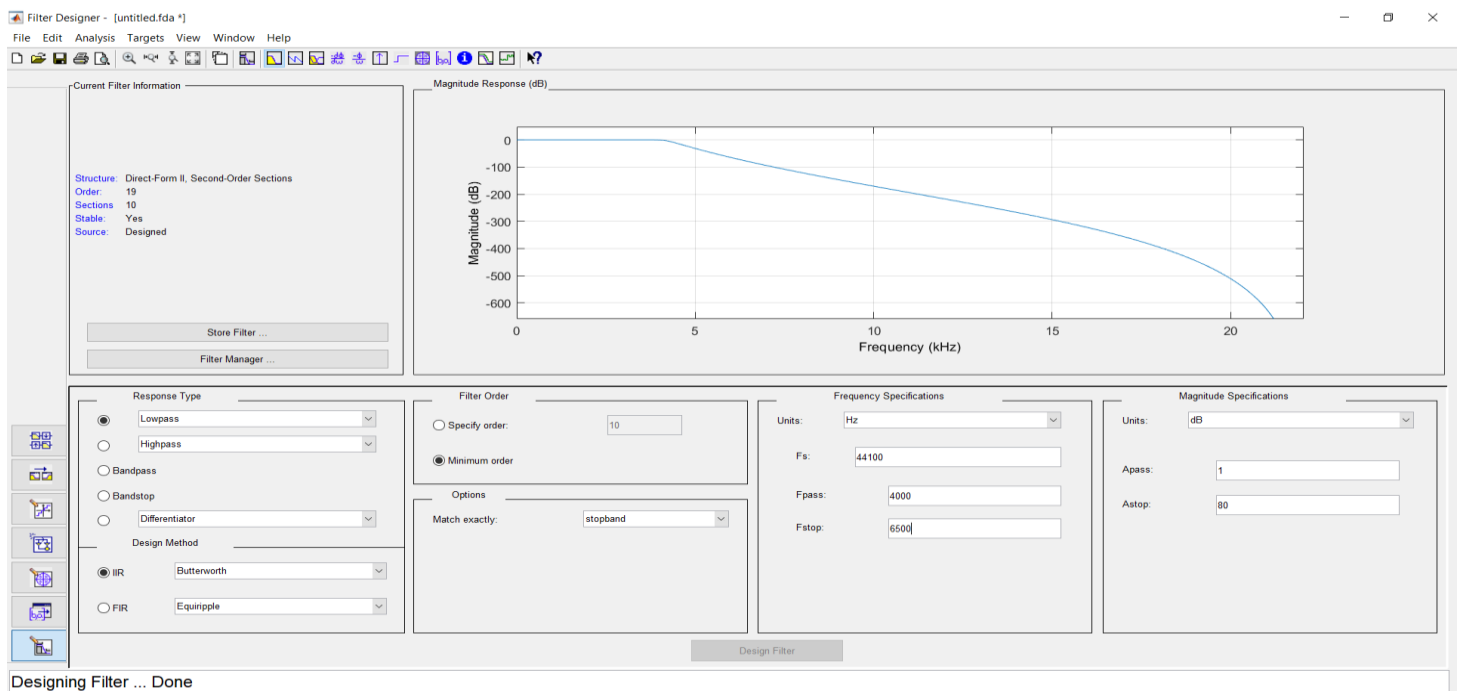 Filter Designer - [untitled.fda *]
File Edit Analysis Targets View Window Help
Current Filter Information
Structure: Direct-Form II, Second-Order Sections
Order: 19
Sections 10
Stable: Yes
Source: Designed
Store Filter ...
Filter Manager ...
Magnitude Response (dB)
Magnitude (dB)
0
-100
-200
-300
-400
-500
-600
0 5 10 15 20
Frequency (kHz)
Response Type
Lowpass
Highpass
Bandpass
Bandstop
Differentiator
Design Method
IIR Butterworth
FIR Equiripple
Filter Order
Specify order: 10
Minimum order
Options
Match exactly: stopband
Frequency Specifications
Units: Hz
Fs: 44100
Fpass: 4000
Fstop: 6500
Magnitude Specifications
Units: dB
Apass: 1
Astop: 80
Design Filter
Designing Filter ... Done